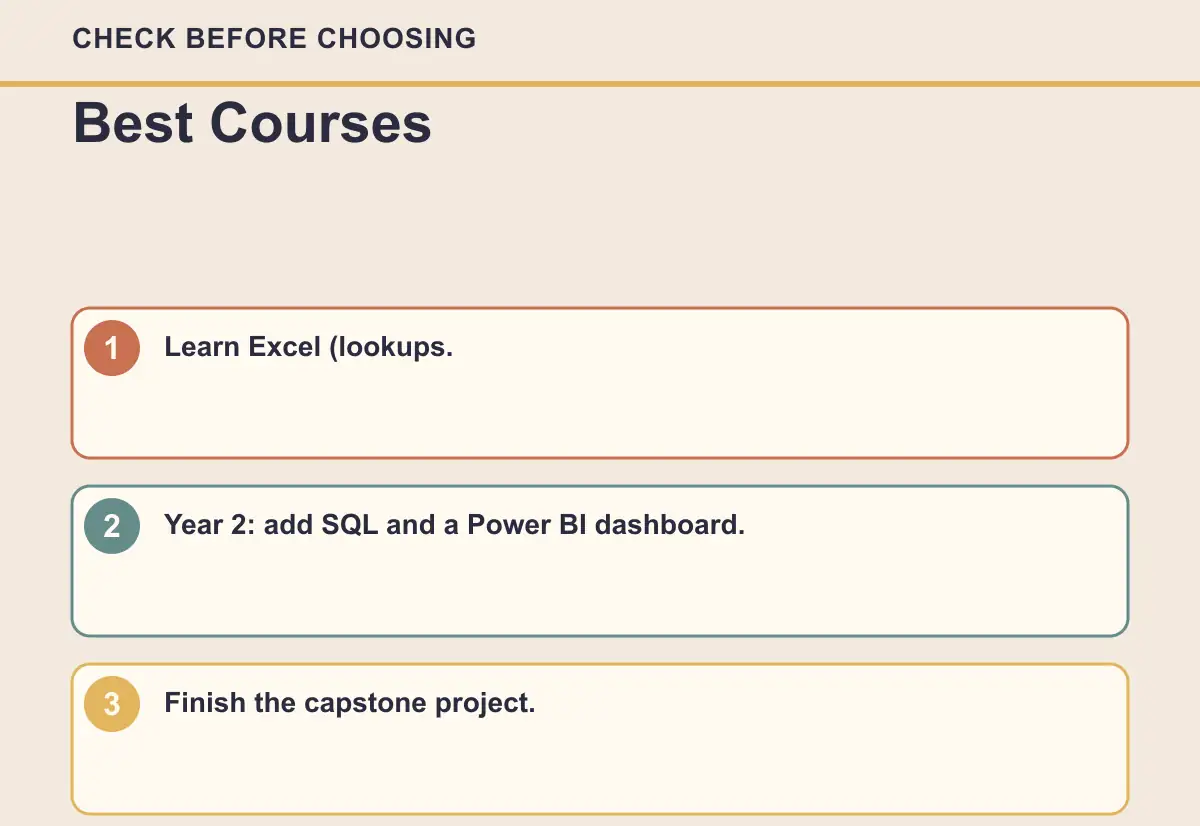 CHECK BEFORE CHOOSING
Best Courses
1 Learn Excel (lookups.
2 Year 2: add SQL and a Power BI dashboard.
3 Finish the capstone project.